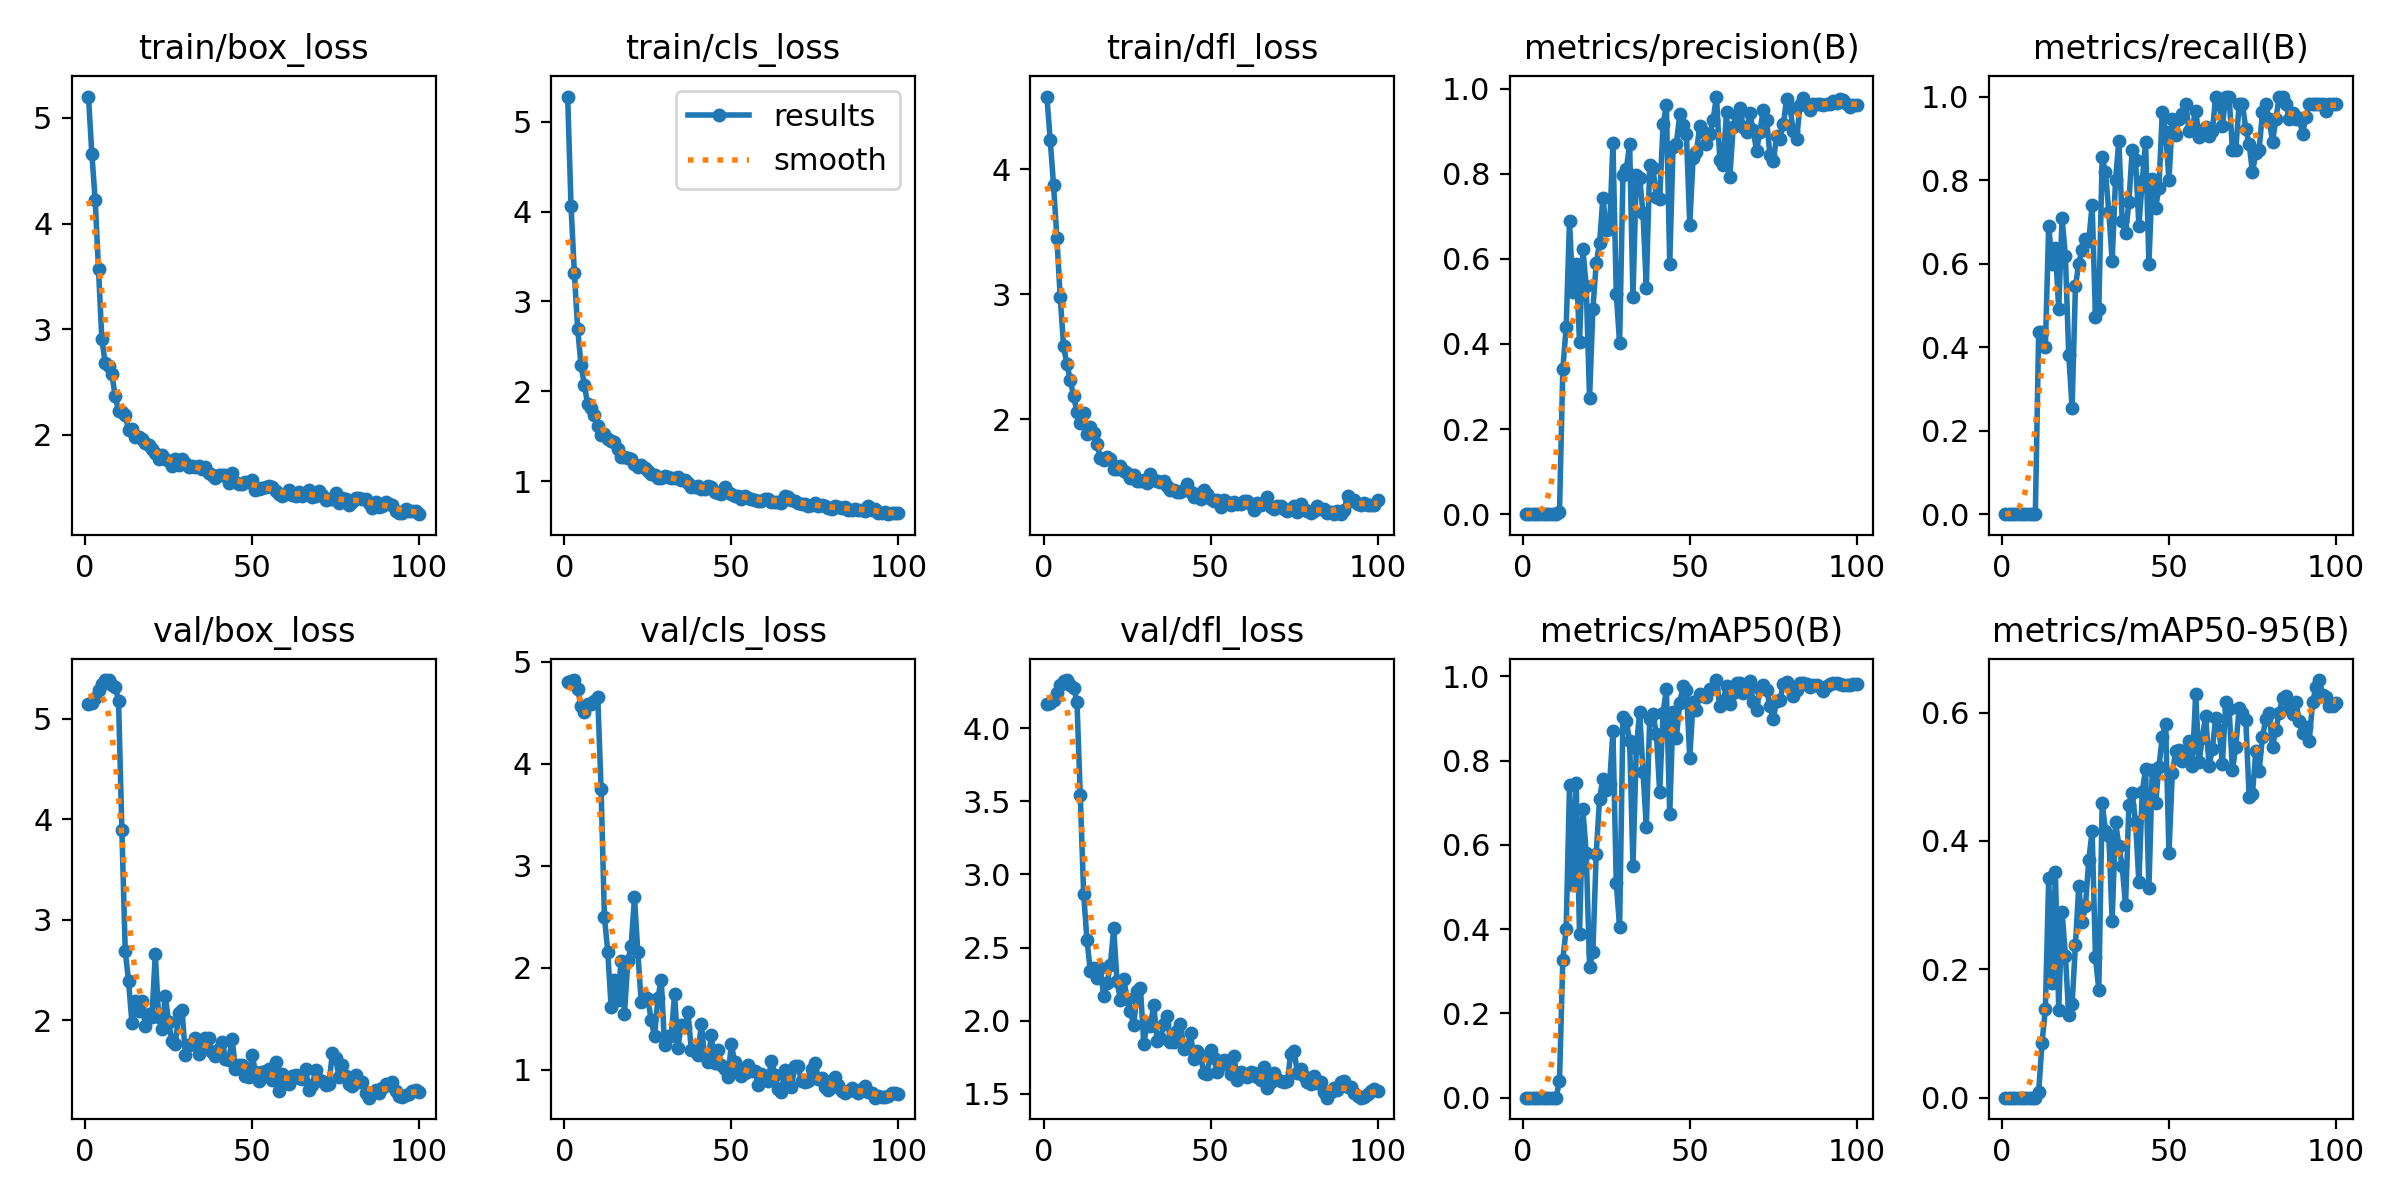 train/box_loss
5
4
3
2
0 50 100
train/cls_loss
results
smooth
5
4
3
2
1
0 50 100
train/dfl_loss
4
3
2
0 50 100
metrics/precision(B)
1.0
0.8
0.6
0.4
0.2
0.0
0 50 100
metrics/recall(B)
1.0
0.8
0.6
0.4
0.2
0.0
0 50 100
val/box_loss
5
4
3
2
0 50 100
val/cls_loss
5
4
3
2
1
0 50 100
val/dfl_loss
4.0
3.5
3.0
2.5
2.0
1.5
0 50 100
metrics/mAP50(B)
1.0
0.8
0.6
0.4
0.2
0.0
0 50 100
metrics/mAP50-95(B)
0.6
0.4
0.2
0.0
0 50 100